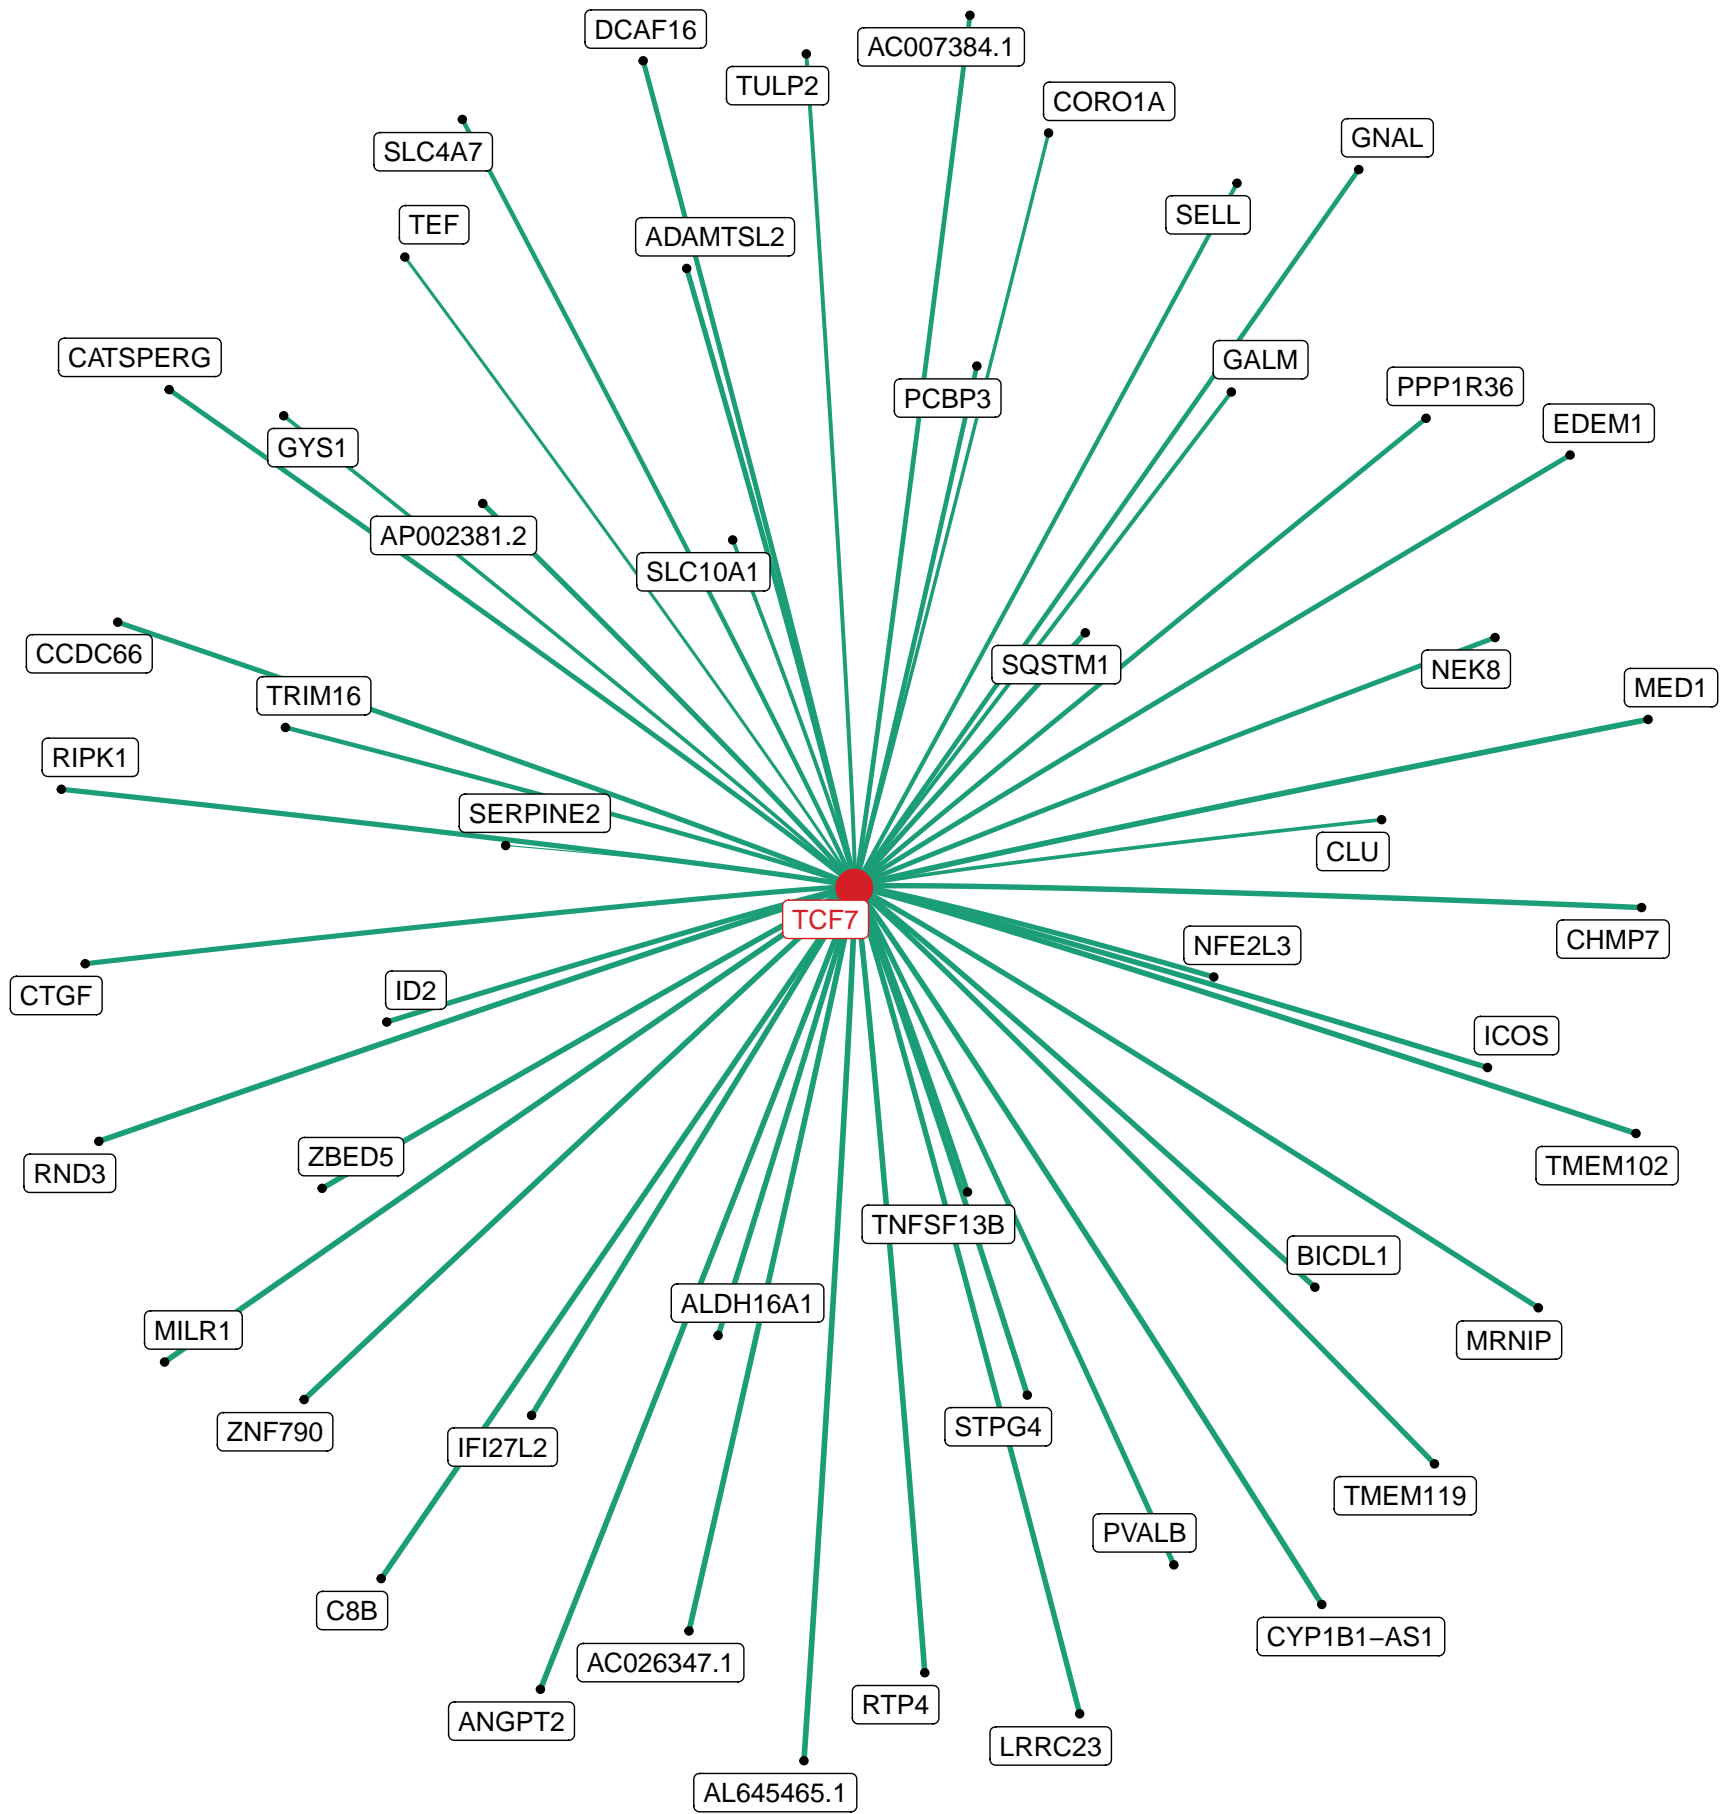 DCAF16
AC007384.1
TULP2
CORO1A
GNAL
SLC4A7
SELL
TEF
ADAMTSL2
CATSPERG
GALM
PPP1R36
PCBP3
EDEM1
GYS1
AP002381.2
SLC10A1
CCDC66
SQSTM1
NEK8
TRIM16
MED1
RIPK1
SERPINE2
CLU
TCF7
CHMP7
NFE2L3
CTGF
ID2
ICOS
ZBED5
TMEM102
RND3
TNFSF13B
BICDL1
ALDH16A1
MILR1
MRNIP
ZNF790
STPG4
IFI27L2
TMEM119
PVALB
C8B
CYP1B1−AS1
AC026347.1
RTP4
ANGPT2
LRRC23
AL645465.1